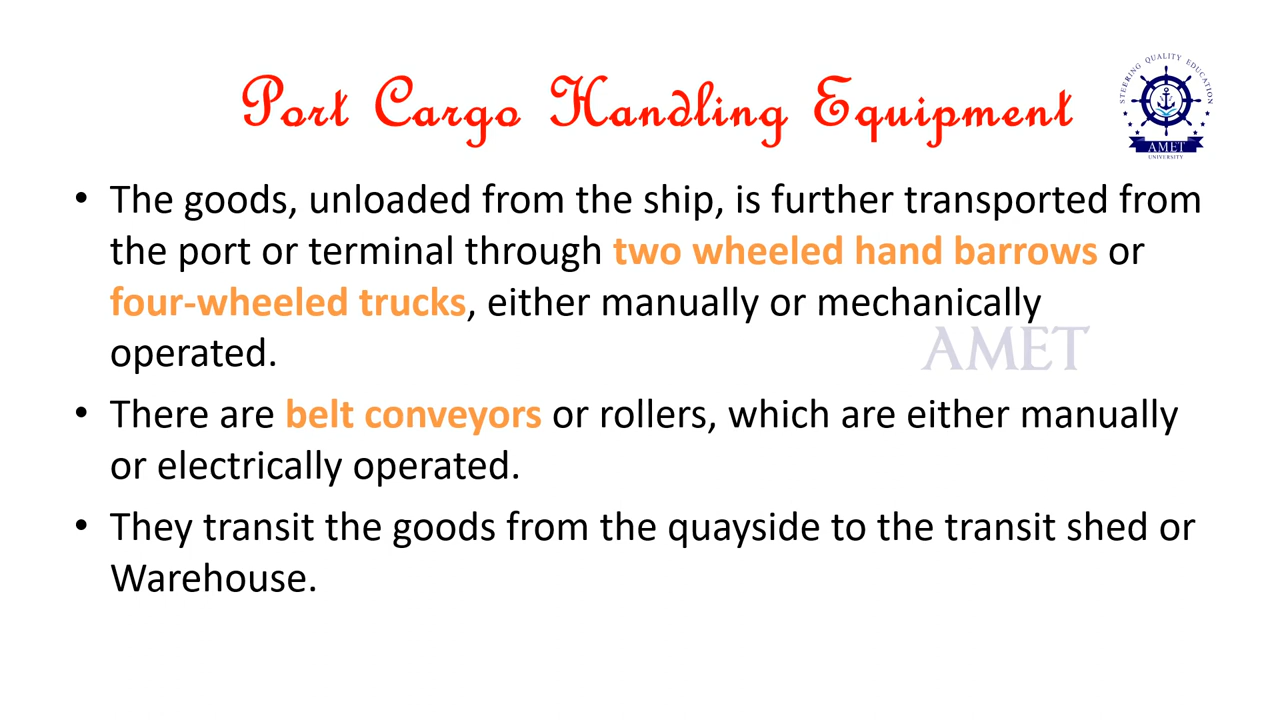 Port Cargo Handling Equipment
STEERING QUALITY EDUCATION
AMET
UNIVERSITY
• The goods, unloaded from the ship, is further transported from
the port or terminal through two wheeled hand barrows or
four-wheeled trucks, either manually or mechanically
operated.
AMET
• There are belt conveyors or rollers, which are either manually
or electrically operated.
• They transit the goods from the quayside to the transit shed or
Warehouse.